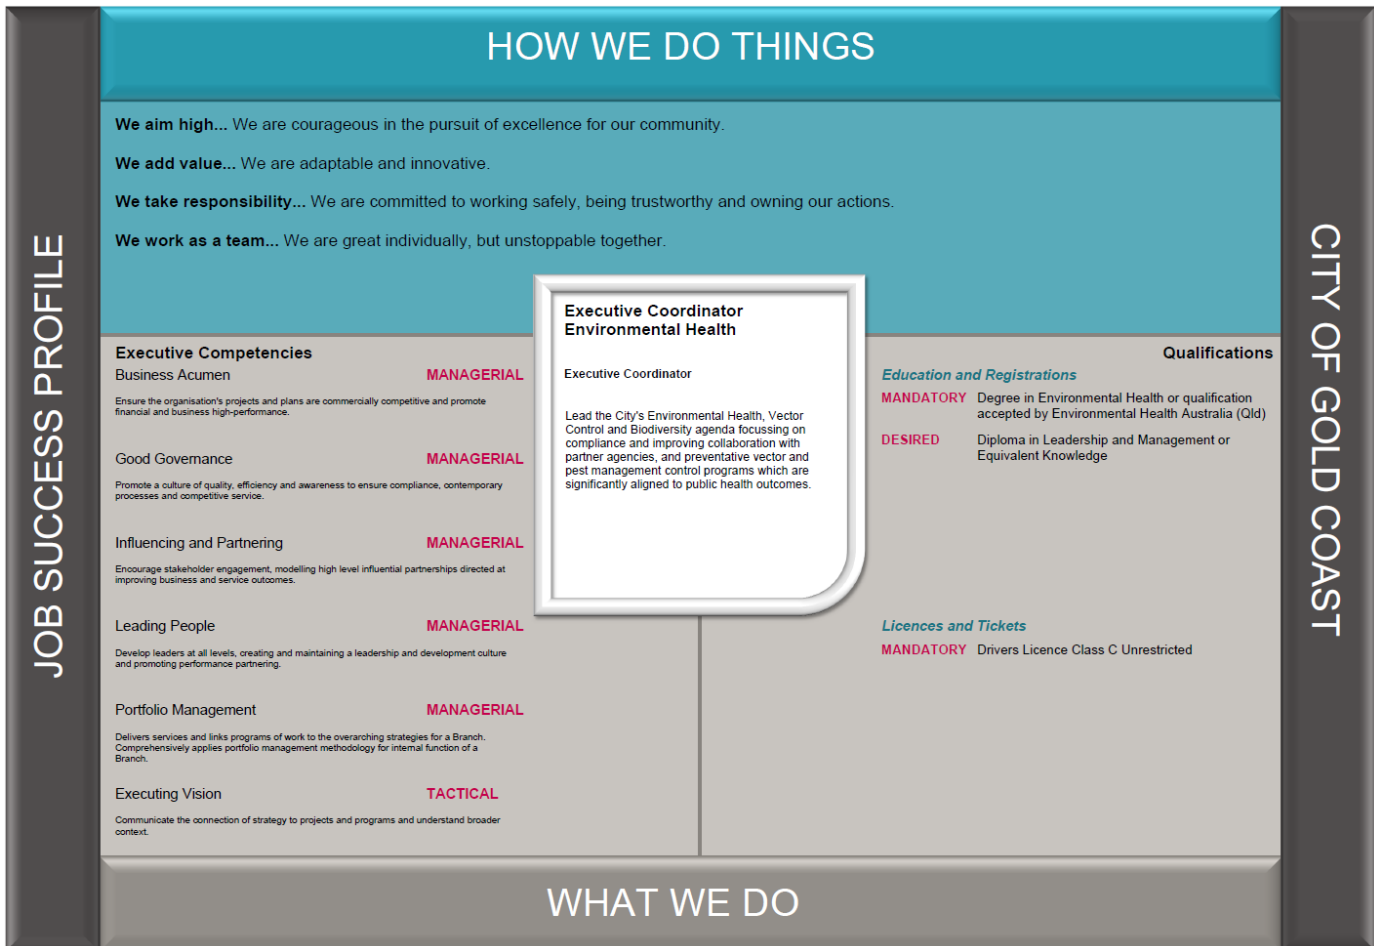 HOW WE DO THINGS
JOB SUCCESS PROFILE
CITY OF GOLD COAST
We aim high... We are courageous in the pursuit of excellence for our community.
We add value... We are adaptable and innovative.
We take responsibility... We are committed to working safely, being trustworthy and owning our actions.
We work as a team... We are great individually, but unstoppable together.
Executive Coordinator
Environmental Health
Executive Coordinator
Lead the City's Environmental Health, Vector
Control and Biodiversity agenda focussing on
compliance and improving collaboration with
partner agencies, and preventative vector and
pest management control programs which are
significantly aligned to public health outcomes.
Executive Competencies
Business Acumen MANAGERIAL
Ensure the organisation's projects and plans are commercially competitive and promote
financial and business high-performance.
Good Governance MANAGERIAL
Promote a culture of quality, efficiency and awareness to ensure compliance, contemporary
processes and competitive service.
Influencing and Partnering MANAGERIAL
Encourage stakeholder engagement, modelling high level influential partnerships directed at
improving business and service outcomes.
Leading People MANAGERIAL
Develop leaders at all levels, creating and maintaining a leadership and development culture
and promoting performance partnering.
Portfolio Management MANAGERIAL
Delivers services and links programs of work to the overarching strategies for a Branch.
Comprehensively applies portfolio management methodology for internal function of a
Branch.
Executing Vision TACTICAL
Communicate the connection of strategy to projects and programs and understand broader
context.
Qualifications
Education and Registrations
MANDATORY Degree in Environmental Health or qualification
accepted by Environmental Health Australia (Qld)
DESIRED Diploma in Leadership and Management or
Equivalent Knowledge
Licences and Tickets
MANDATORY Drivers Licence Class C Unrestricted
WHAT WE DO